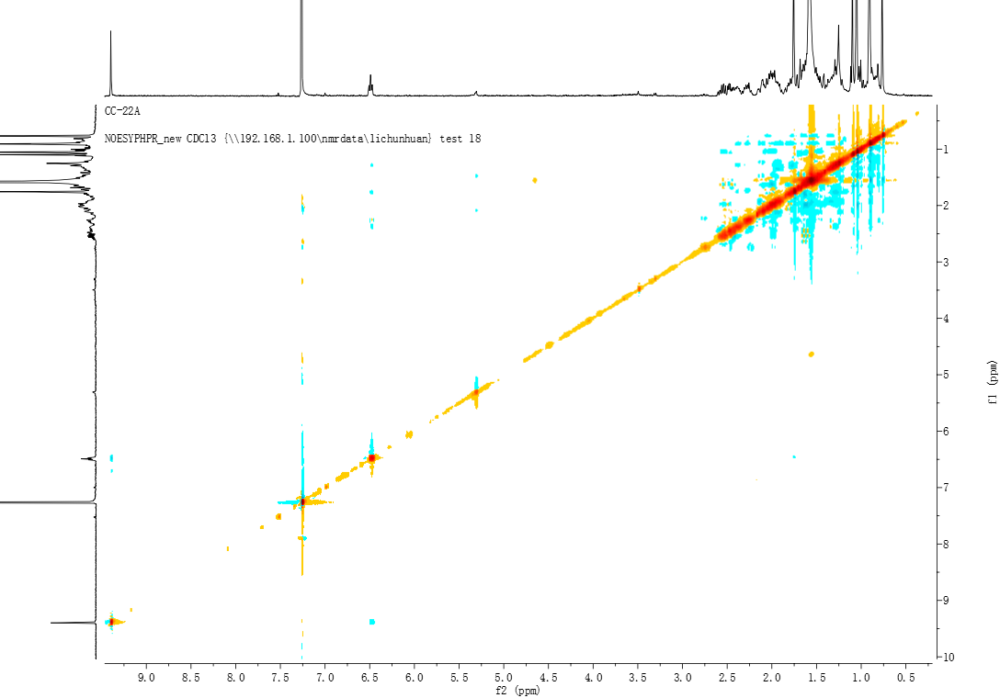 CC-22A
NOESYPHPR_new CDCl3 {\\192.168.1.100\nmrdata\lichunhuan} test 18
1
2
3
4
5
6
7
8
9
10
f1 (ppm)
9.0 8.5 8.0 7.5 7.0 6.5 6.0 5.5 5.0 4.5 4.0 3.5 3.0 2.5 2.0 1.5 1.0 0.5
f2 (ppm)